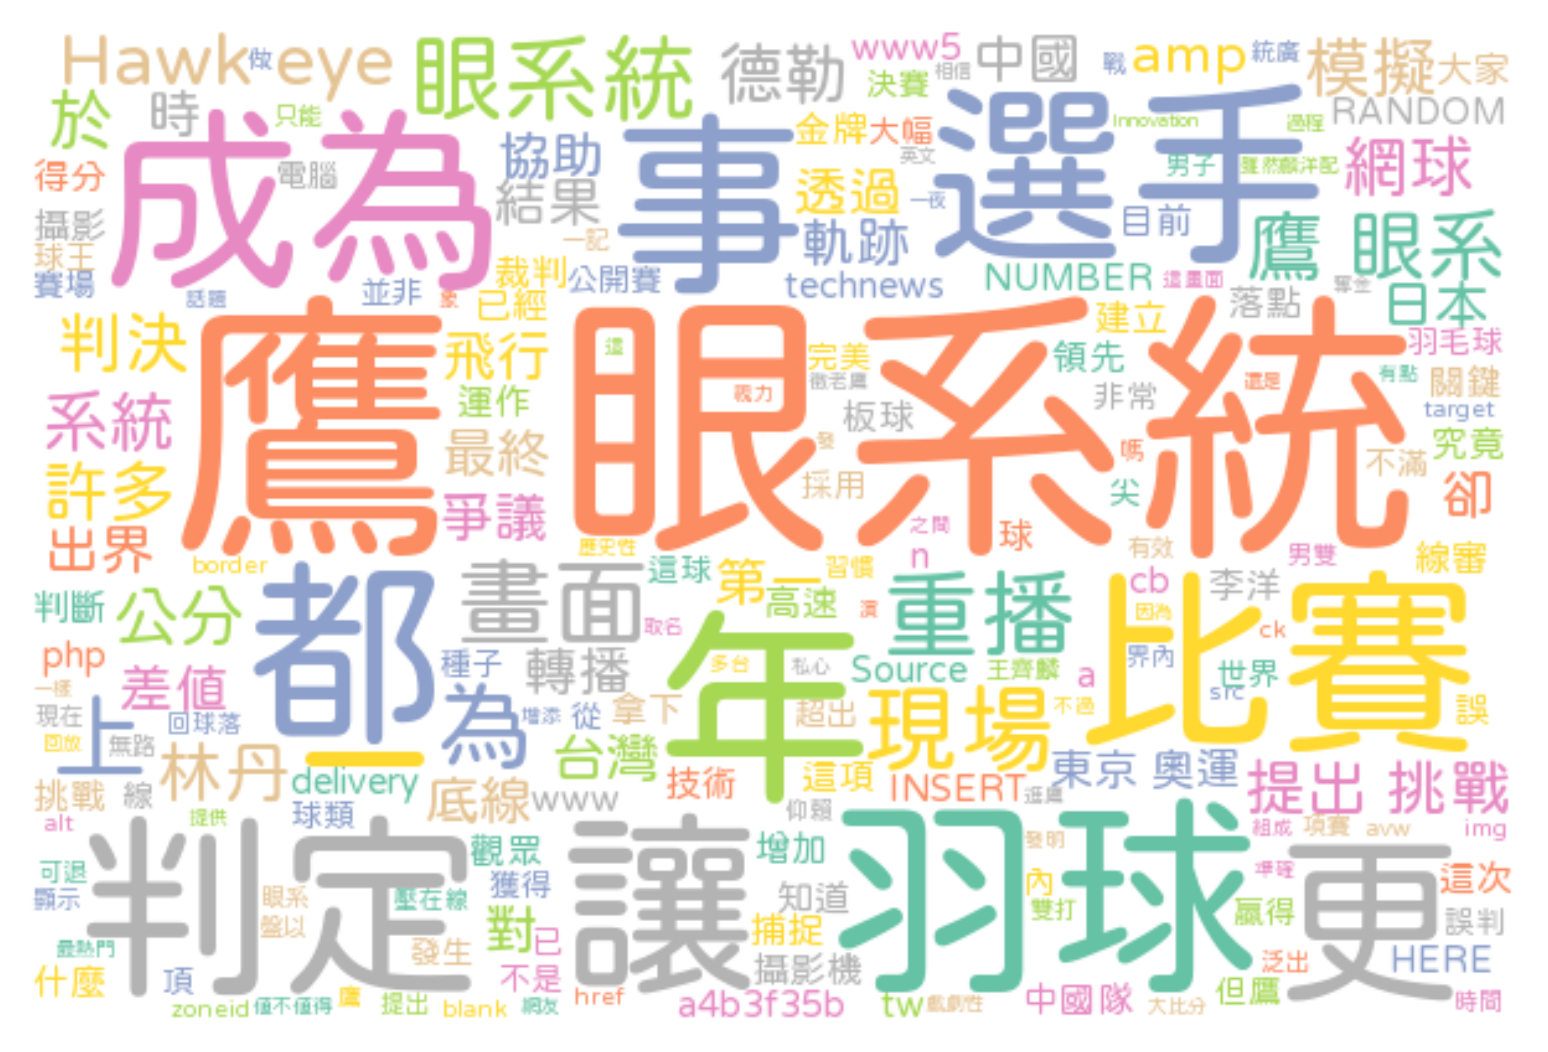 Hawk
做
eye
眼系統
德勒
www5
相信
中國
戰
amp
統廣
模擬
大家
於
時
只能
成為
事
選手
決賽
金牌
大幅
英文
Innovation
過程
RANDOM
得分
電腦
協助
結果
透過
一夜
男子
雖然麟洋配
網球
攝影
球王
賽場
一記
軌跡
目前
鷹
眼系
話題
並非
象
裁判
公開賽
已經
technews
NUMBER
這畫面
奪金
落點
日本
判決
鷹
眼系統
飛行
這
完美
徵老鷹
視力
建立
領先
還是
羽毛球
有點
關鍵
系統
運作
板球
非常
target
許多
最終
發
嗎
不滿
究竟
爭議
採用
尖
卻
出界
border
歷史性
之間
n
球
有效
男雙
線審
判斷
公分
都
畫面
這球
第一
習慣
高速
演
重播
cb
李洋
比賽
因為
ck
php
差值
種子
轉播
取名
年
多台
私心
Source
王齊麟
a
界內
世界
src
一樣
現在
回放
上
無路
回球落
為
增添
從
拿下
超出
現場
不過
誤
林丹
一
台灣
東京
奧運
挑戰
線
delivery
底線
www
技術
這項
INSERT
逛鷹
提出
挑戰
alt
提供
球類
仰賴
組成
項賽
avw
img
判定
讓
羽球
更
觀眾
增加
發明
可退
顯示
眼系
盤以
壓在線
獲得
知道
內
雙打
準確
贏得
這次
誤判
最熱門
什麼
頂
發生
對
已
不是
捕捉
攝影機
泛出
HERE
zoneid
值不值得
鷹
提出
blank
網友
href
a4b3f35b
tw
戲劇性
中國隊
大比分
但鷹
時間